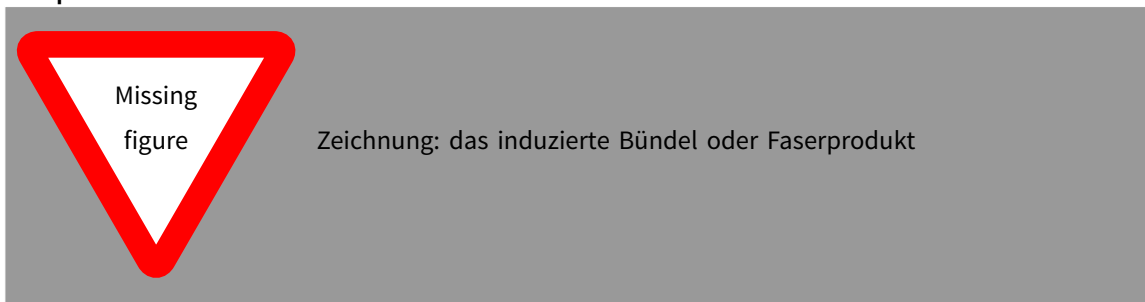 Missing
figure
Zeichnung: das induzierte Bündel oder Faserprodukt